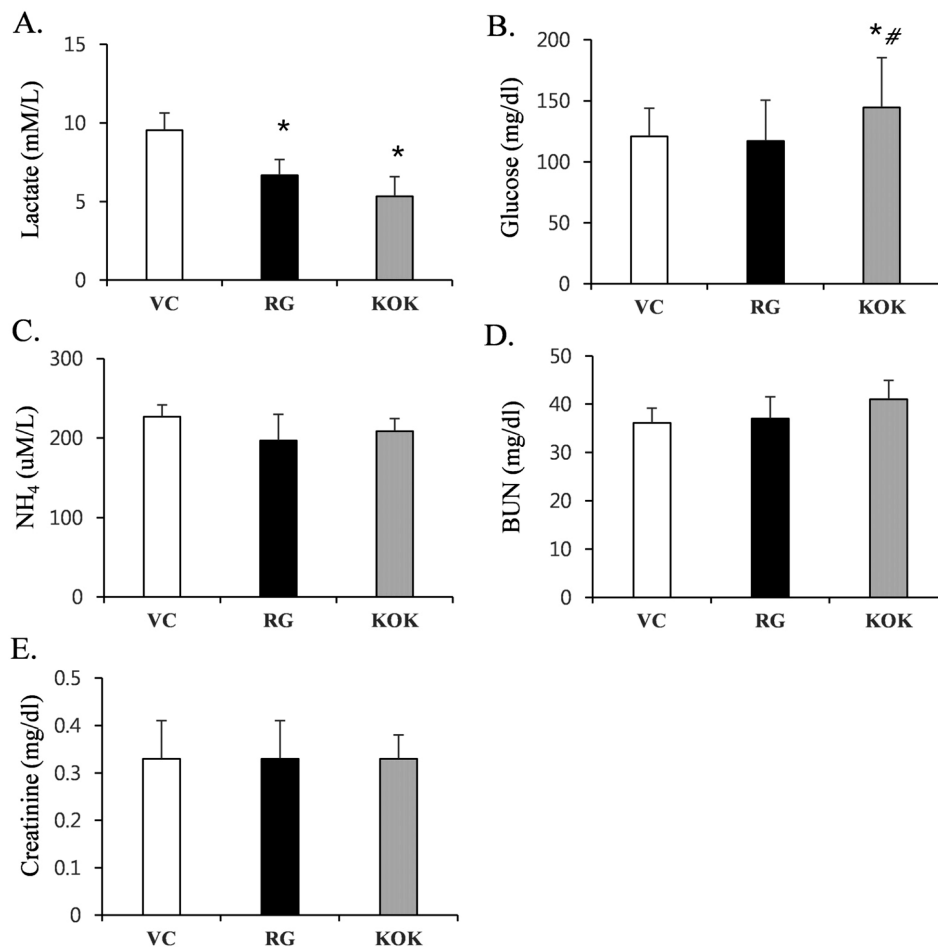 A.
Lactate (mM/L)
15
10
5
0
*
*
VC RG KOK
B.
Glucose (mg/dl)
200
150
100
50
0
*#
VC RG KOK
C.
NH₄ (uM/L)
300
200
100
0
VC RG KOK
D.
BUN (mg/dl)
50
40
30
20
10
0
VC RG KOK
E.
Creatinine (mg/dl)
0.5
0.4
0.3
0.2
0.1
0
VC RG KOK